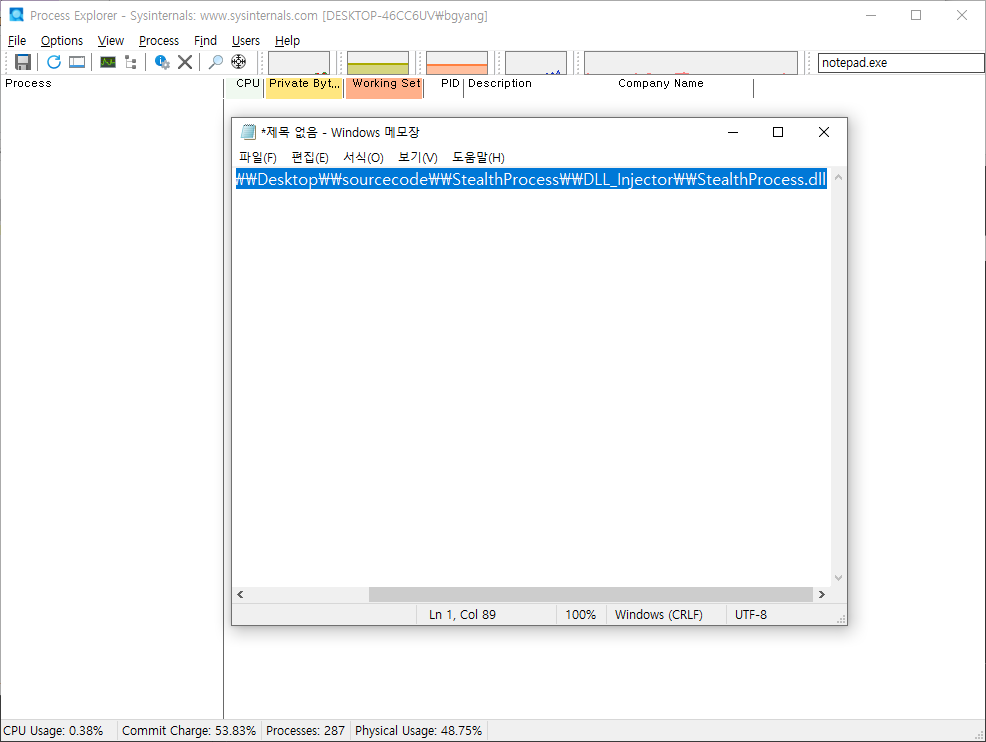 Process Explorer - Sysinternals: www.sysinternals.com [DESKTOP-46CC6UV₩bgyang]
File Options View Process Find Users Help
notepad.exe
Process CPU Private Byt... Working Set PID Description Company Name
*제목 없음 - Windows 메모장
파일(F) 편집(E) 서식(O) 보기(V) 도움말(H)
₩₩Desktop₩₩sourcecode₩₩StealthProcess₩₩DLL_Injector₩₩StealthProcess.dll
Ln 1, Col 89 100% Windows (CRLF) UTF-8
CPU Usage: 0.38% Commit Charge: 53.83% Processes: 287 Physical Usage: 48.75%